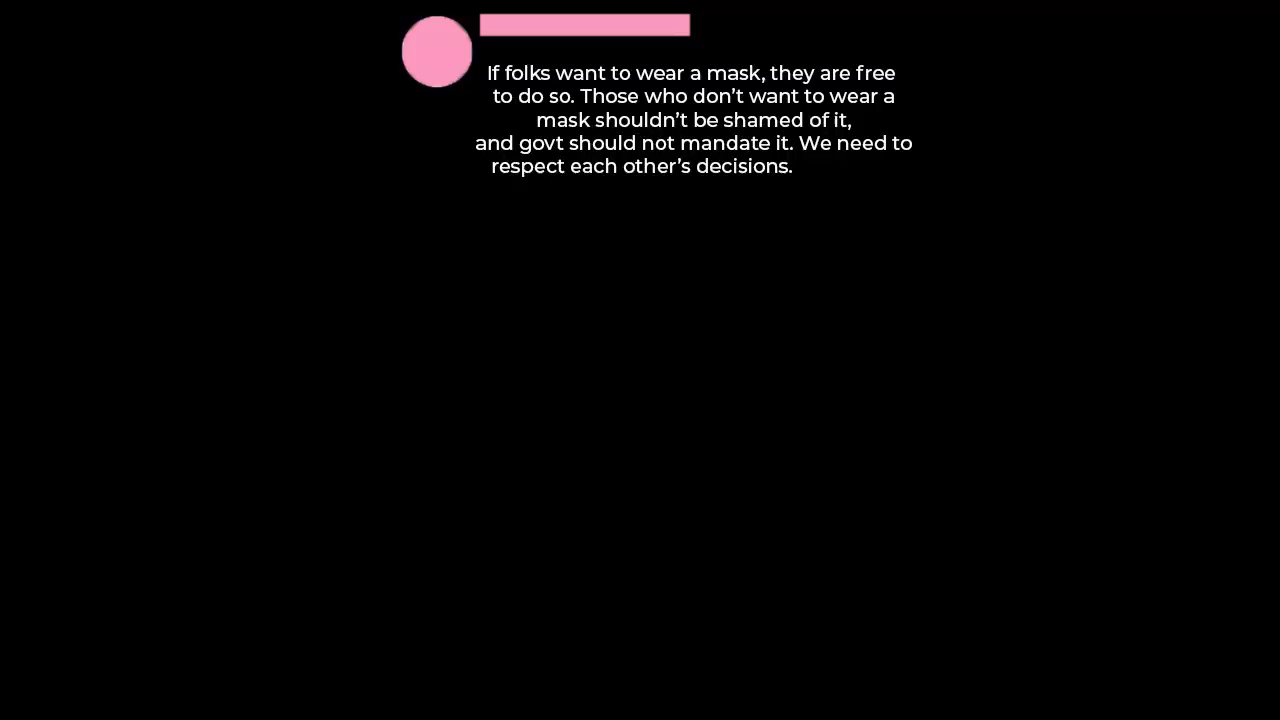 If folks want to wear a mask, they are free
to do so. Those who don’t want to wear a
mask shouldn’t be shamed of it,
and govt should not mandate it. We need to
respect each other’s decisions.